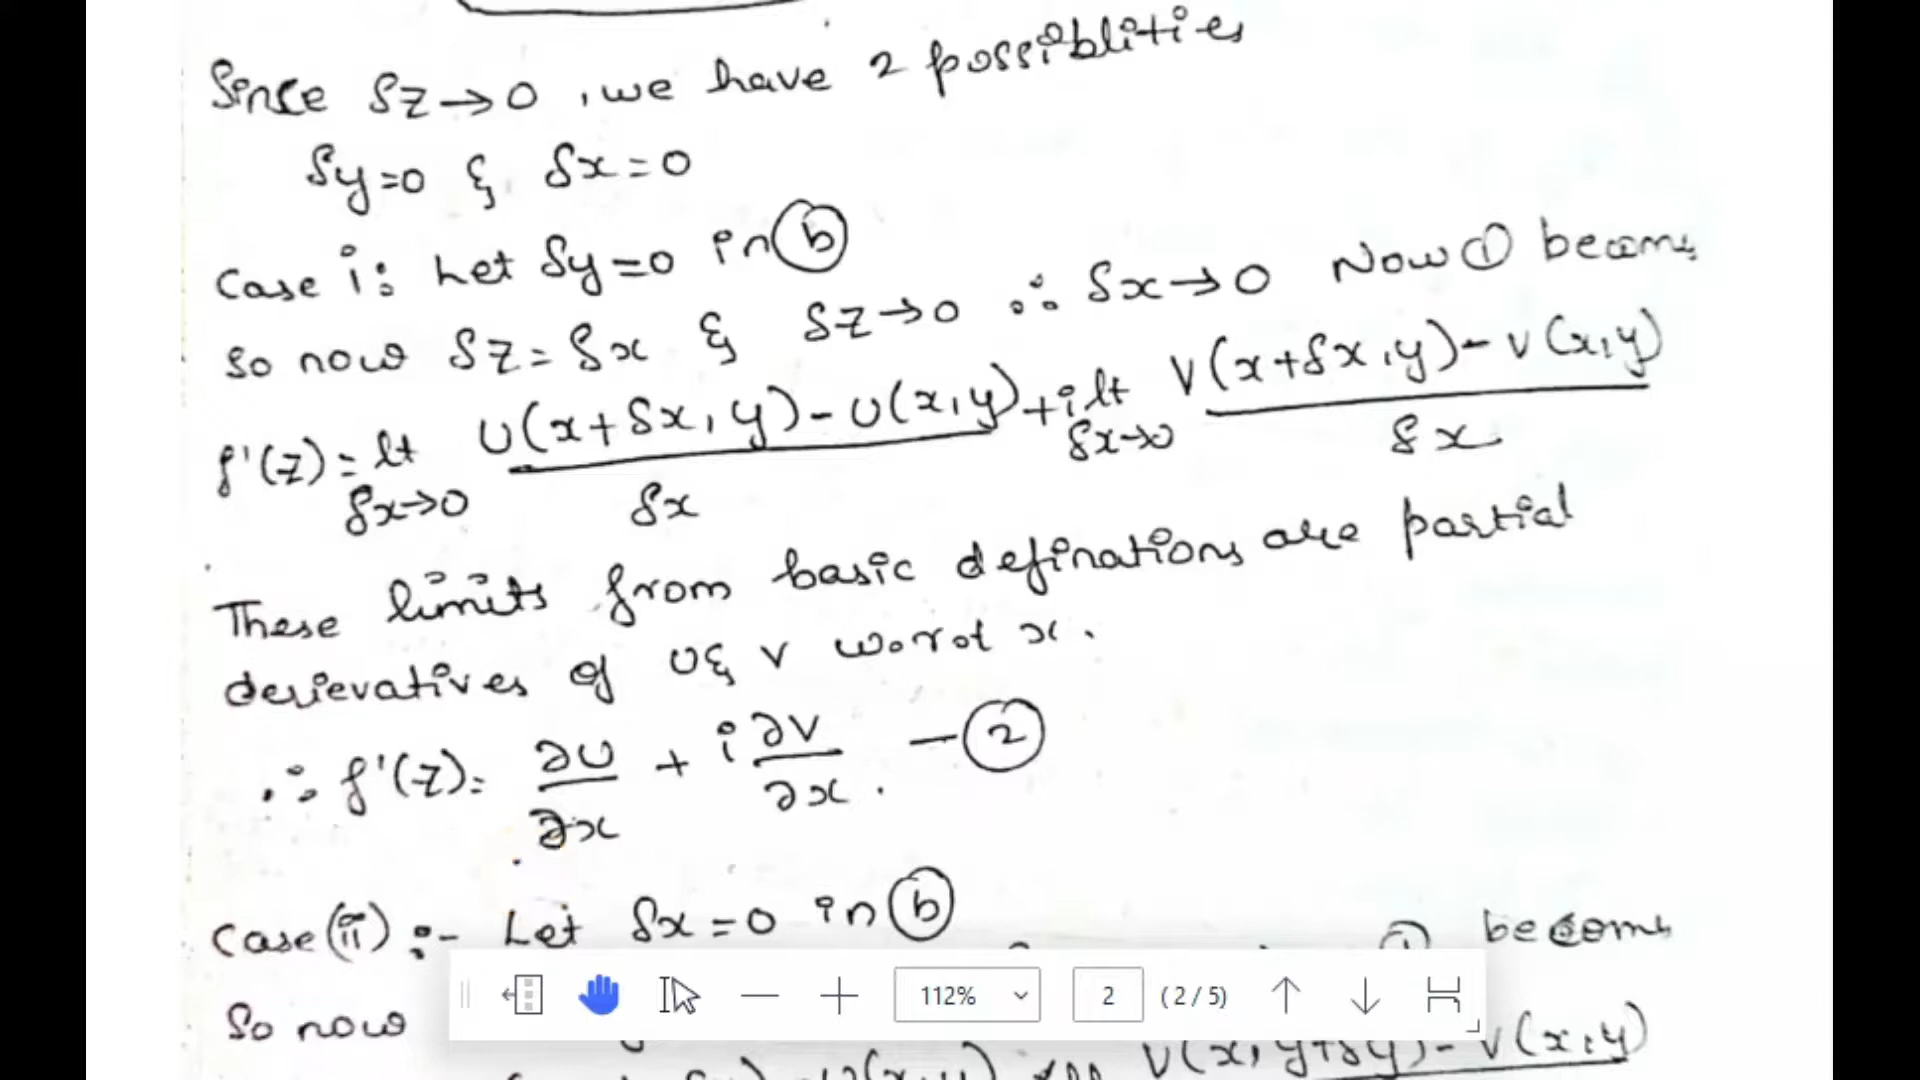 Since δz→0, we have 2 possiblities
δy=0 & δx=0
Case i: Let δy=0 in (b)
So now δz=δx & δz→0 ∴ δx→0 Now ① becoms
f'(z)= lt δx→0 U(x+δx,y)-U(x,y) / δx + i lt δx→0 V(x+δx,y)-V(x,y) / δx
These limits from basic definations are partial
derievatives of U & V w.r.t x.
∴ f'(z)= ∂U/∂x + i ∂V/∂x. —②
Case (ii) :- Let δx=0 in (b)
① becoms
So now
V(x, y+δy)-V(x,y)
112%
2
(2/5)